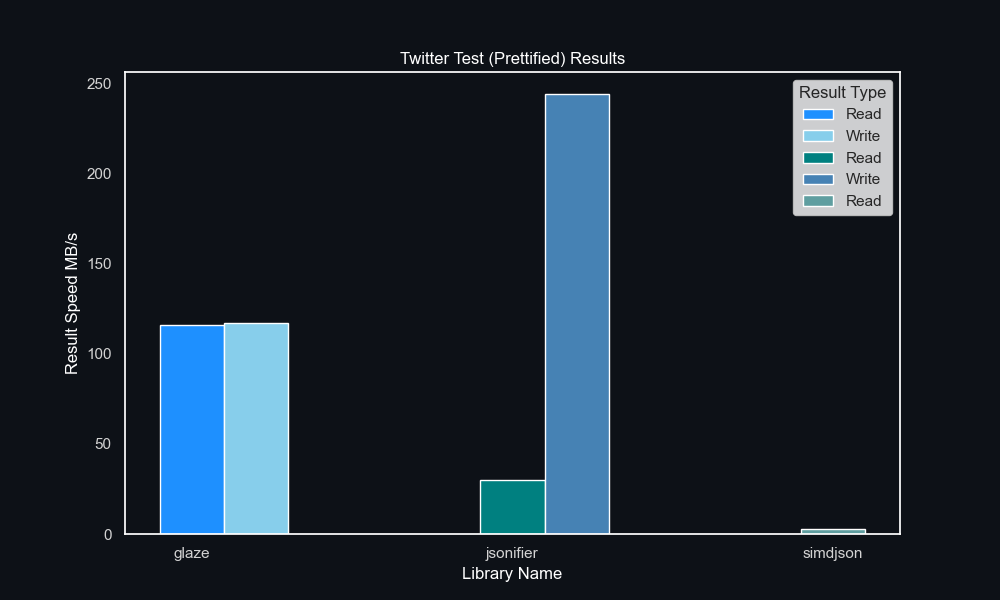 Twitter Test (Prettified) Results
Result Speed MB/s
250
200
150
100
50
0
Result Type
Read
Write
Read
Write
Read
glaze
jsonifier
simdjson
Library Name